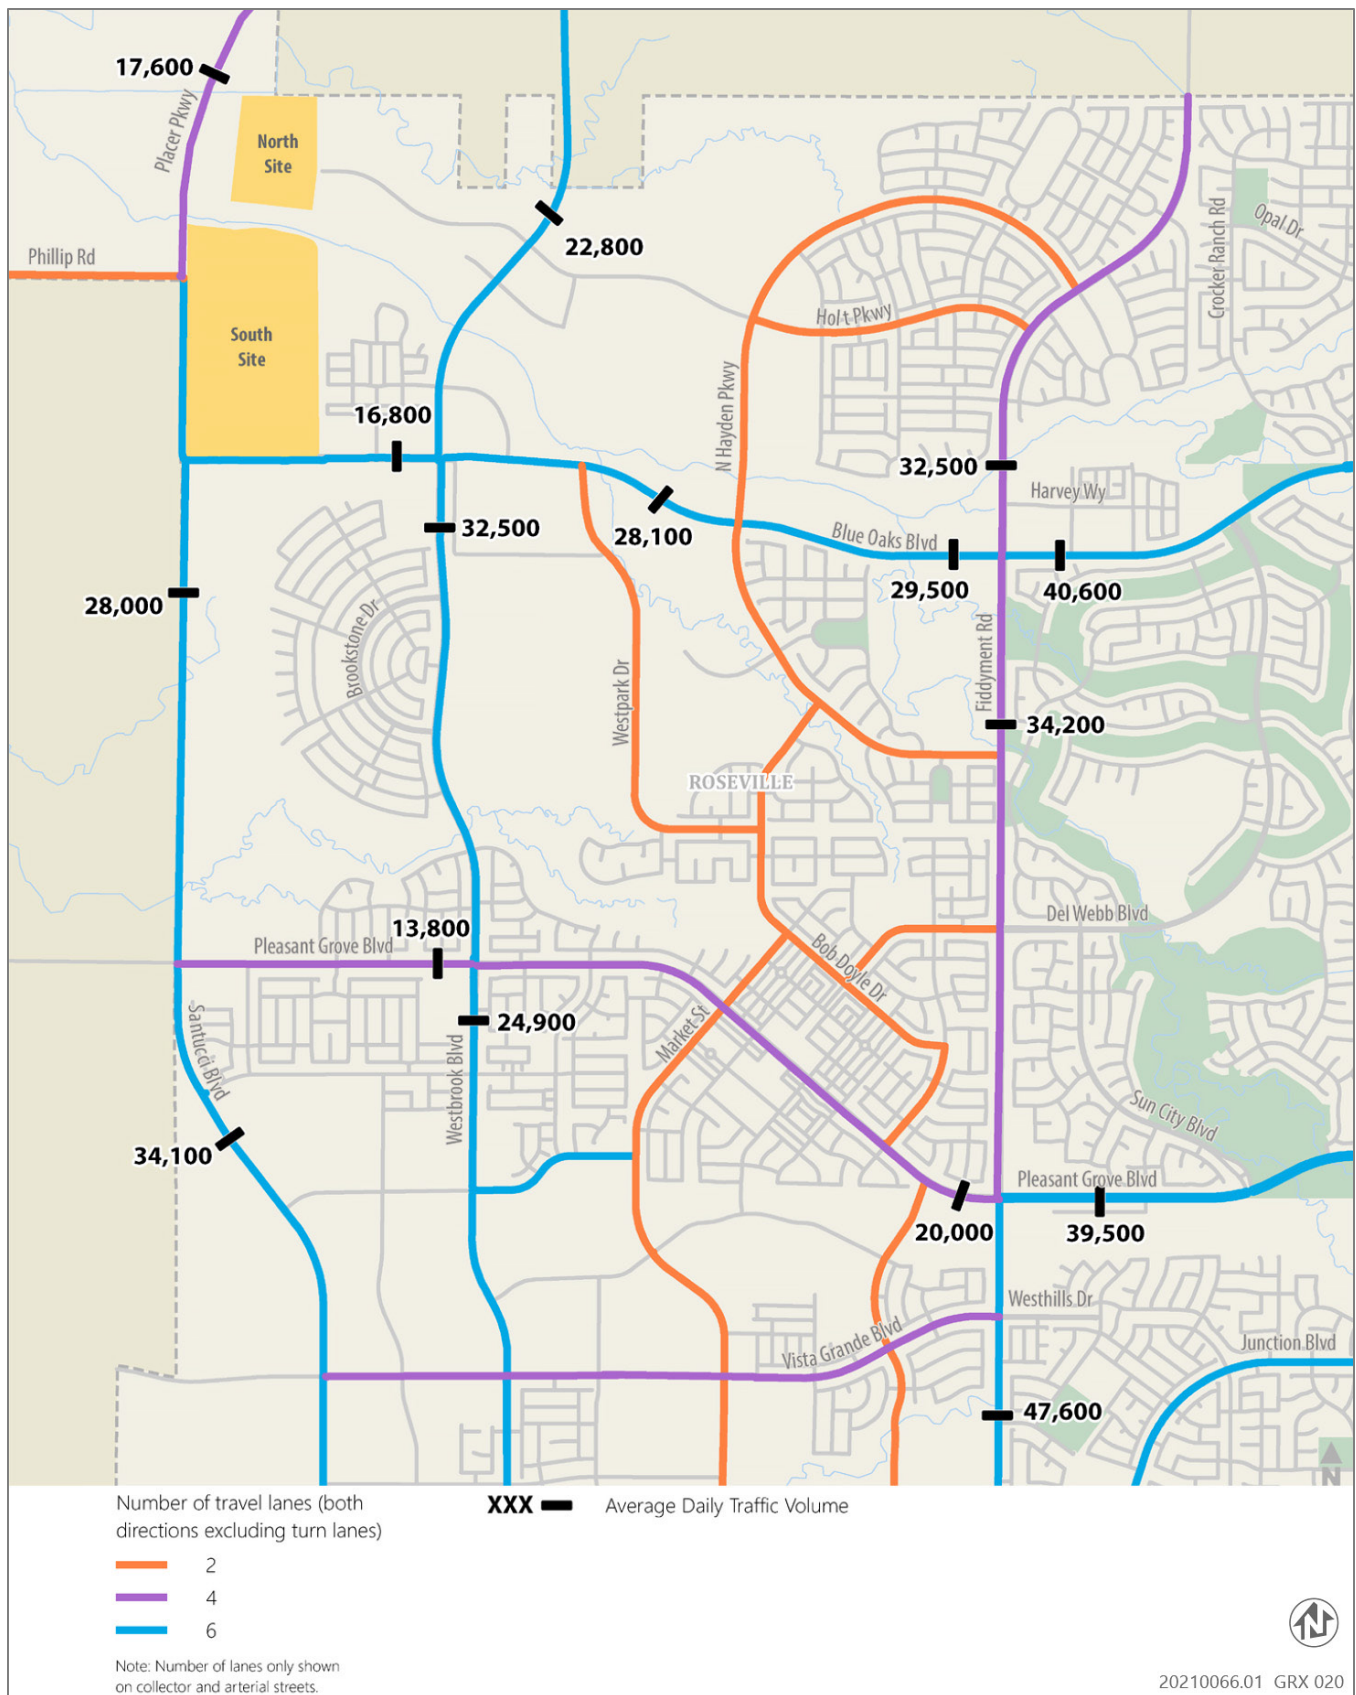 17,600
Placer Pkwy
North
Site
22,800
Crocker Ranch Rd
Opal Dr
Phillip Rd
South
Site
Holt Pkwy
N Hayden Pkwy
16,800
32,500
Harvey Wy
32,500
28,100
Blue Oaks Blvd
29,500
40,600
28,000
Brookstone Dr
Westpark Dr
Fiddyment Rd
34,200
ROSEVILLE
13,800
Pleasant Grove Blvd
Del Webb Blvd
Bob Doyle Dr
Santucci Blvd
24,900
Market St
Westbrook Blvd
Sun City Blvd
34,100
Pleasant Grove Blvd
20,000
39,500
Westhills Dr
Vista Grande Blvd
Junction Blvd
47,600
N
Number of travel lanes (both
directions excluding turn lanes)
XXX Average Daily Traffic Volume
2
4
6
Note: Number of lanes only shown
on collector and arterial streets.
N
20210066.01 GRX 020